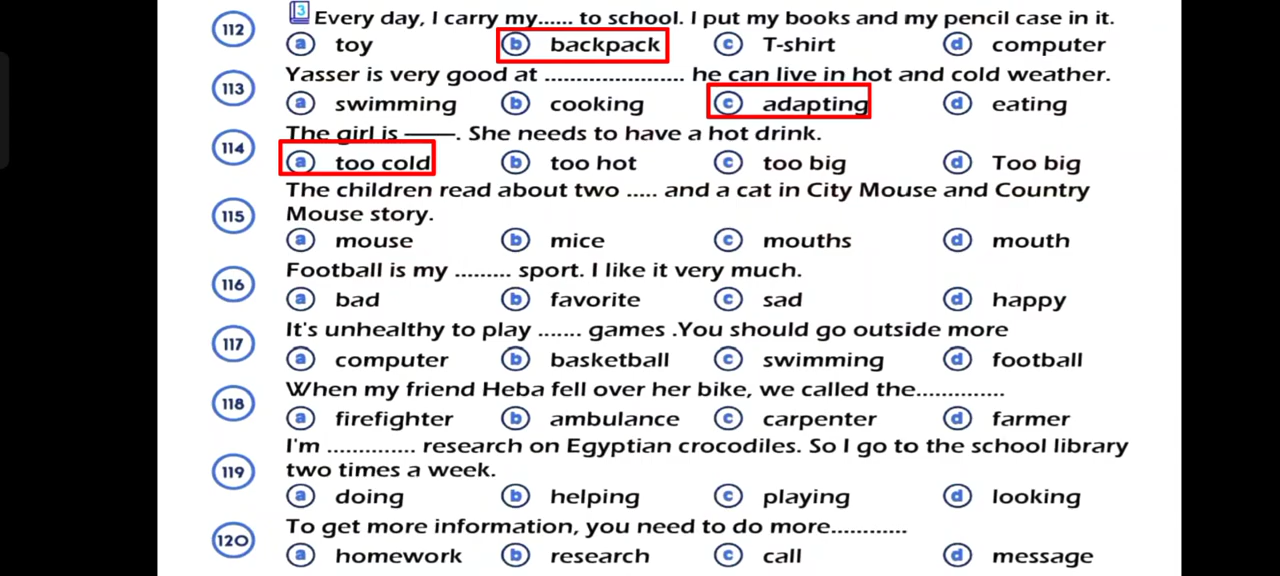 3
112 Every day, I carry my...... to school. I put my books and my pencil case in it.
a toy b backpack c T-shirt d computer
113 Yasser is very good at ...................... he can live in hot and cold weather.
a swimming b cooking c adapting d eating
114 The girl is ——. She needs to have a hot drink.
a too cold b too hot c too big d Too big
115 The children read about two ..... and a cat in City Mouse and Country
Mouse story.
a mouse b mice c mouths d mouth
116 Football is my ......... sport. I like it very much.
a bad b favorite c sad d happy
117 It's unhealthy to play ....... games .You should go outside more
a computer b basketball c swimming d football
118 When my friend Heba fell over her bike, we called the..............
a firefighter b ambulance c carpenter d farmer
119 I'm .............. research on Egyptian crocodiles. So I go to the school library
two times a week.
a doing b helping c playing d looking
120 To get more information, you need to do more............
a homework b research c call d message